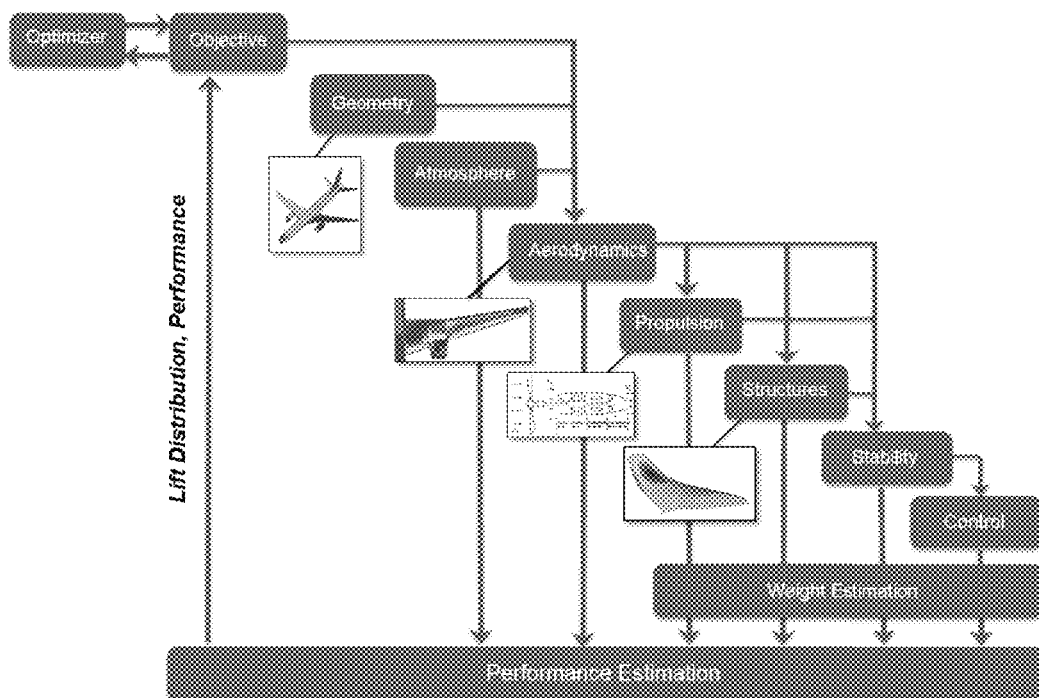 Optimizer
Objective
Geometry
Atmosphere
Aerodynamics
Propulsion
Structures
Stability
Control
Weight Estimation
Performance Estimation
Lift Distribution, Performance